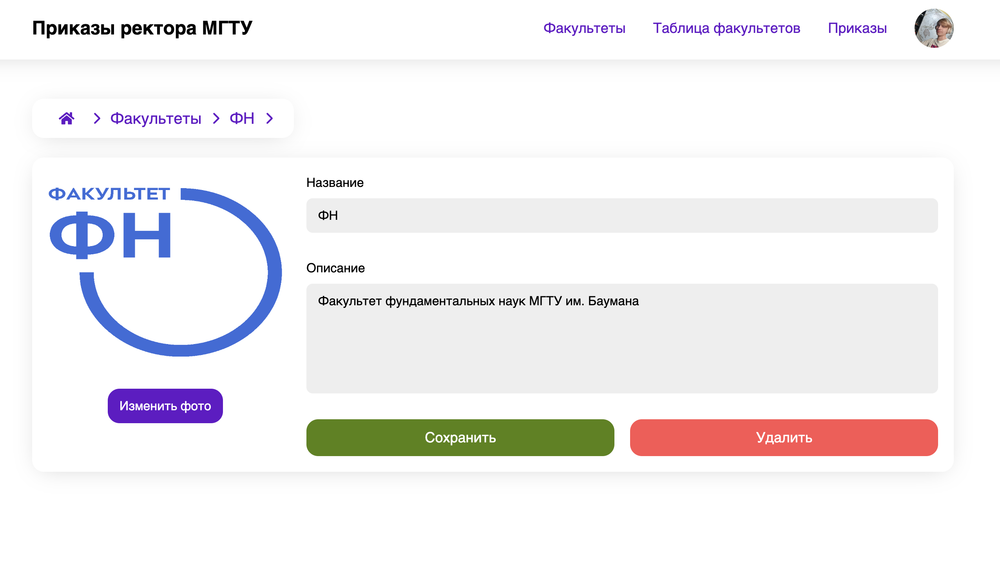 Приказы ректора МГТУ
Факультеты
Таблица факультетов
Приказы
Факультеты
ФН
ФАКУЛЬТЕТ
ФН
Название
ФН
Описание
Факультет фундаментальных наук МГТУ им. Баумана
Изменить фото
Сохранить
Удалить